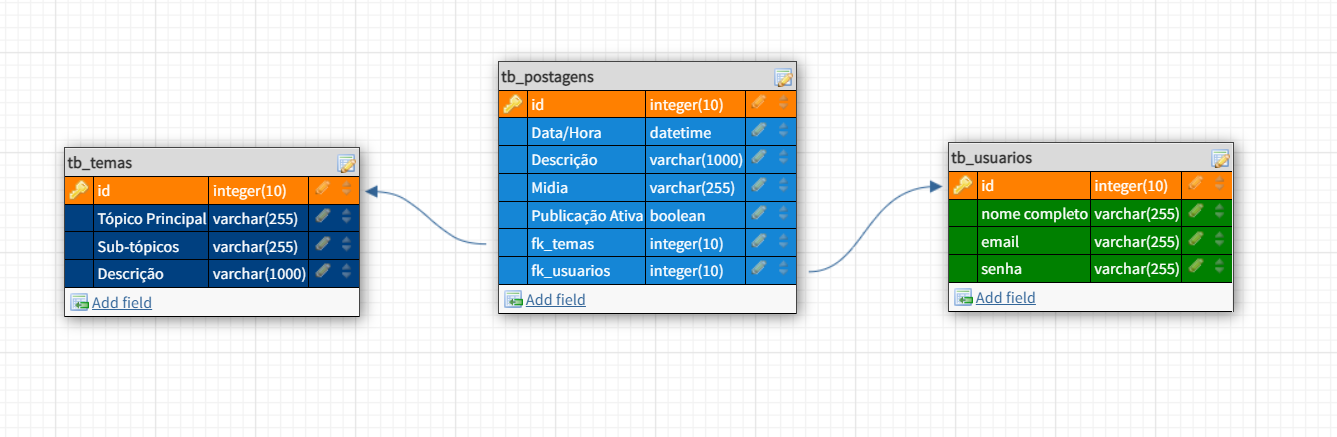 tb_temas
id integer(10)
Tópico Principal varchar(255)
Sub-tópicos varchar(255)
Descrição varchar(1000)
Add field
tb_postagens
id integer(10)
Data/Hora datetime
Descrição varchar(1000)
Midia varchar(255)
Publicação Ativa boolean
fk_temas integer(10)
fk_usuarios integer(10)
Add field
tb_usuarios
id integer(10)
nome completo varchar(255)
email varchar(255)
senha varchar(255)
Add field